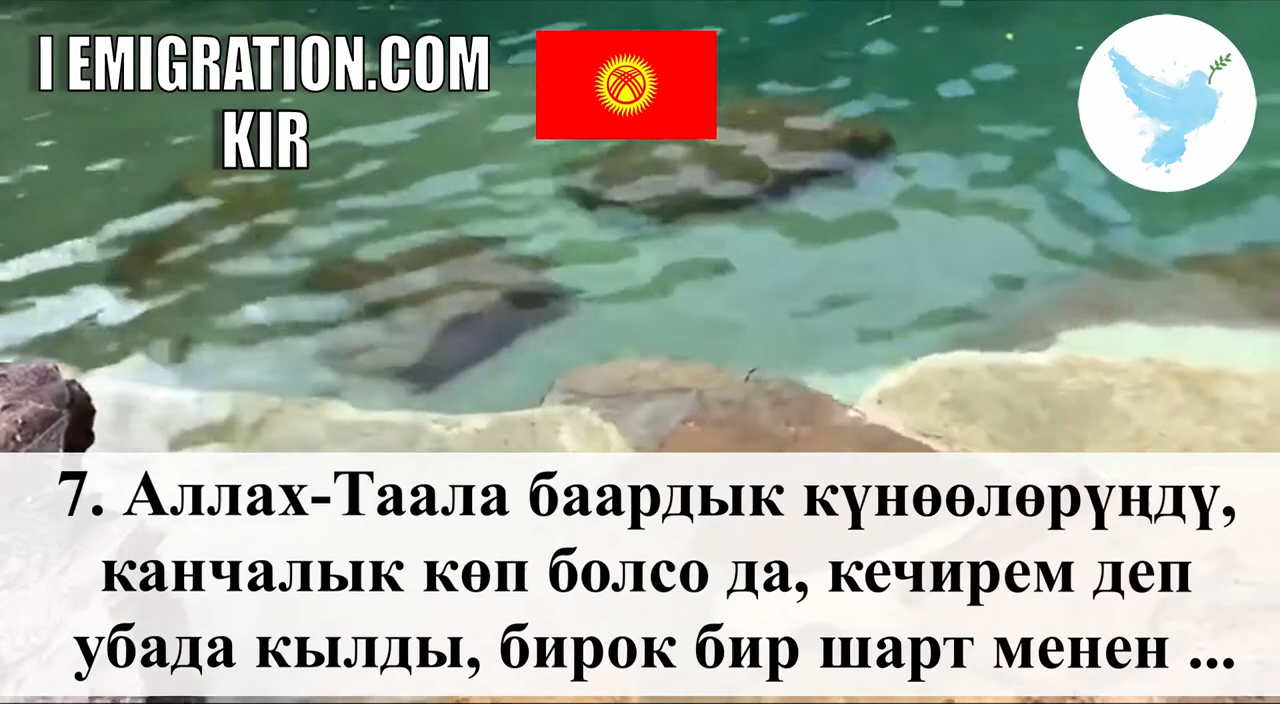 I EMIGRATION.COM
KIR
7. Аллах-Таала баардык күнөөлөрүңдү,
канчалык көп болсо да, кечирем деп
убада кылды, бирок бир шарт менен ...